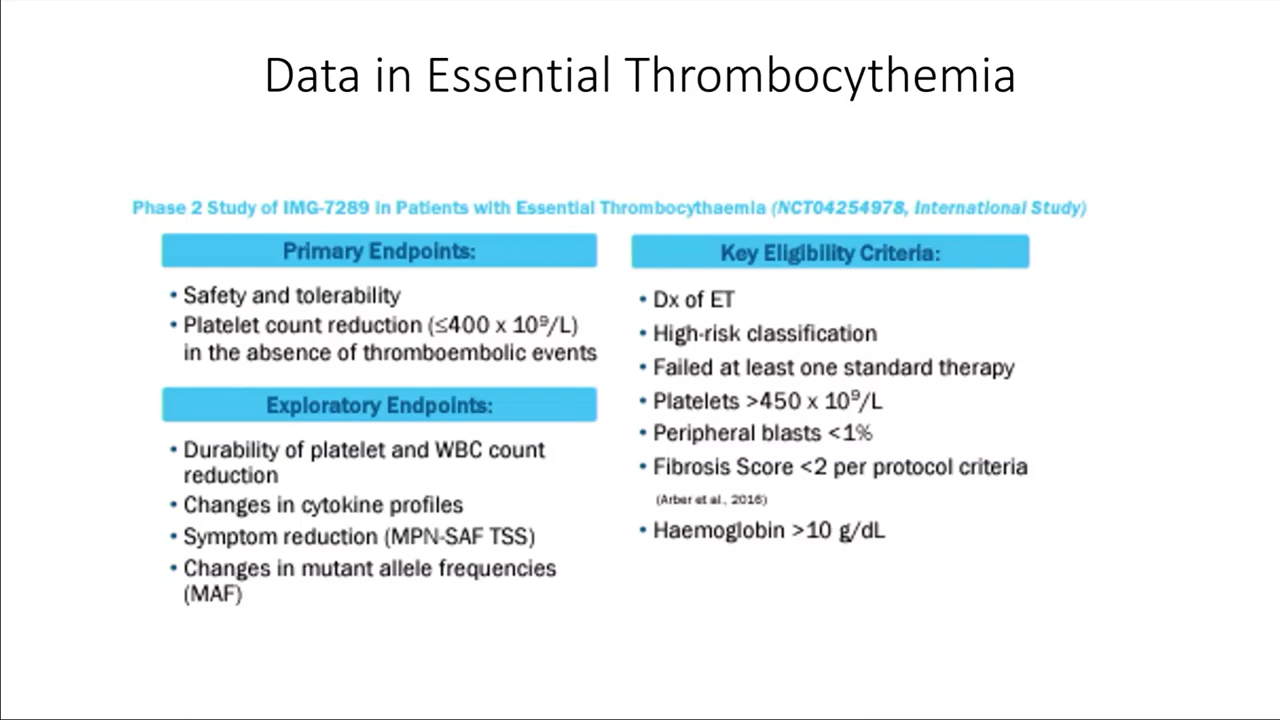 Data in Essential Thrombocythemia
Phase 2 Study of IMG-7289 in Patients with Essential Thrombocythaemia (NCT04254978, International Study)
Primary Endpoints:
• Safety and tolerability
• Platelet count reduction (≤400 x 10⁹/L)
in the absence of thromboembolic events
Exploratory Endpoints:
• Durability of platelet and WBC count
reduction
• Changes in cytokine profiles
• Symptom reduction (MPN-SAF TSS)
• Changes in mutant allele frequencies
(MAF)
Key Eligibility Criteria:
• Dx of ET
• High-risk classification
• Failed at least one standard therapy
• Platelets >450 x 10⁹/L
• Peripheral blasts <1%
• Fibrosis Score <2 per protocol criteria
(Arber et al., 2016)
• Haemoglobin >10 g/dL